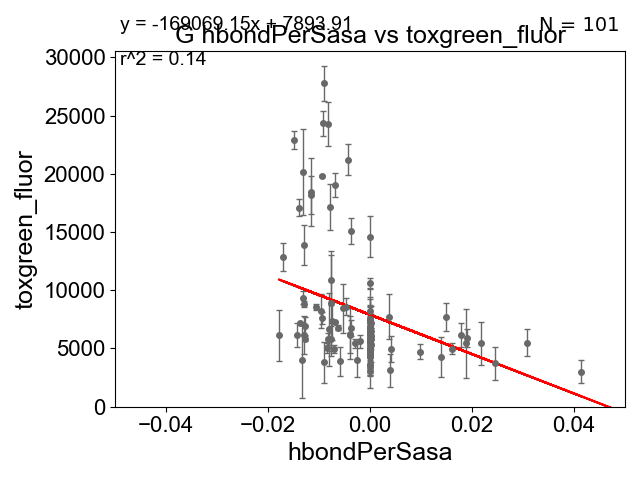 y = -169069.15x + 7893.91
N = 101
G hbondPerSasa vs toxgreen_fluor
r^2 = 0.14
30000
25000
20000
15000
10000
5000
0
toxgreen_fluor
−0.04 −0.02 0.00 0.02 0.04
hbondPerSasa